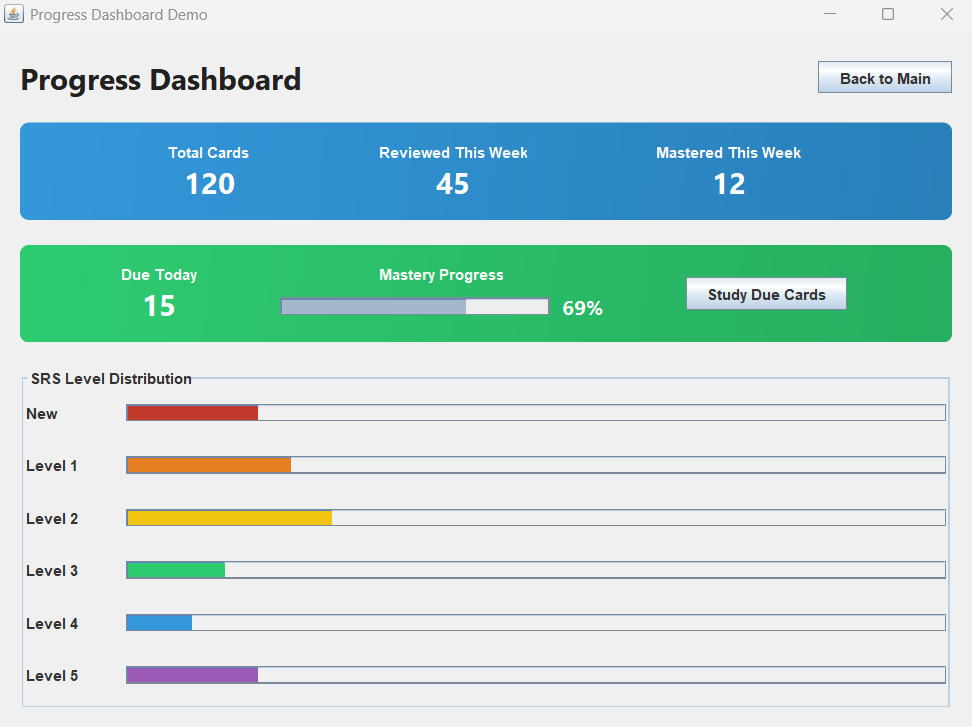 Progress Dashboard Demo
Progress Dashboard
Back to Main
Total Cards
Reviewed This Week
Mastered This Week
120
45
12
Due Today
Mastery Progress
15
69%
Study Due Cards
SRS Level Distribution
New
Level 1
Level 2
Level 3
Level 4
Level 5